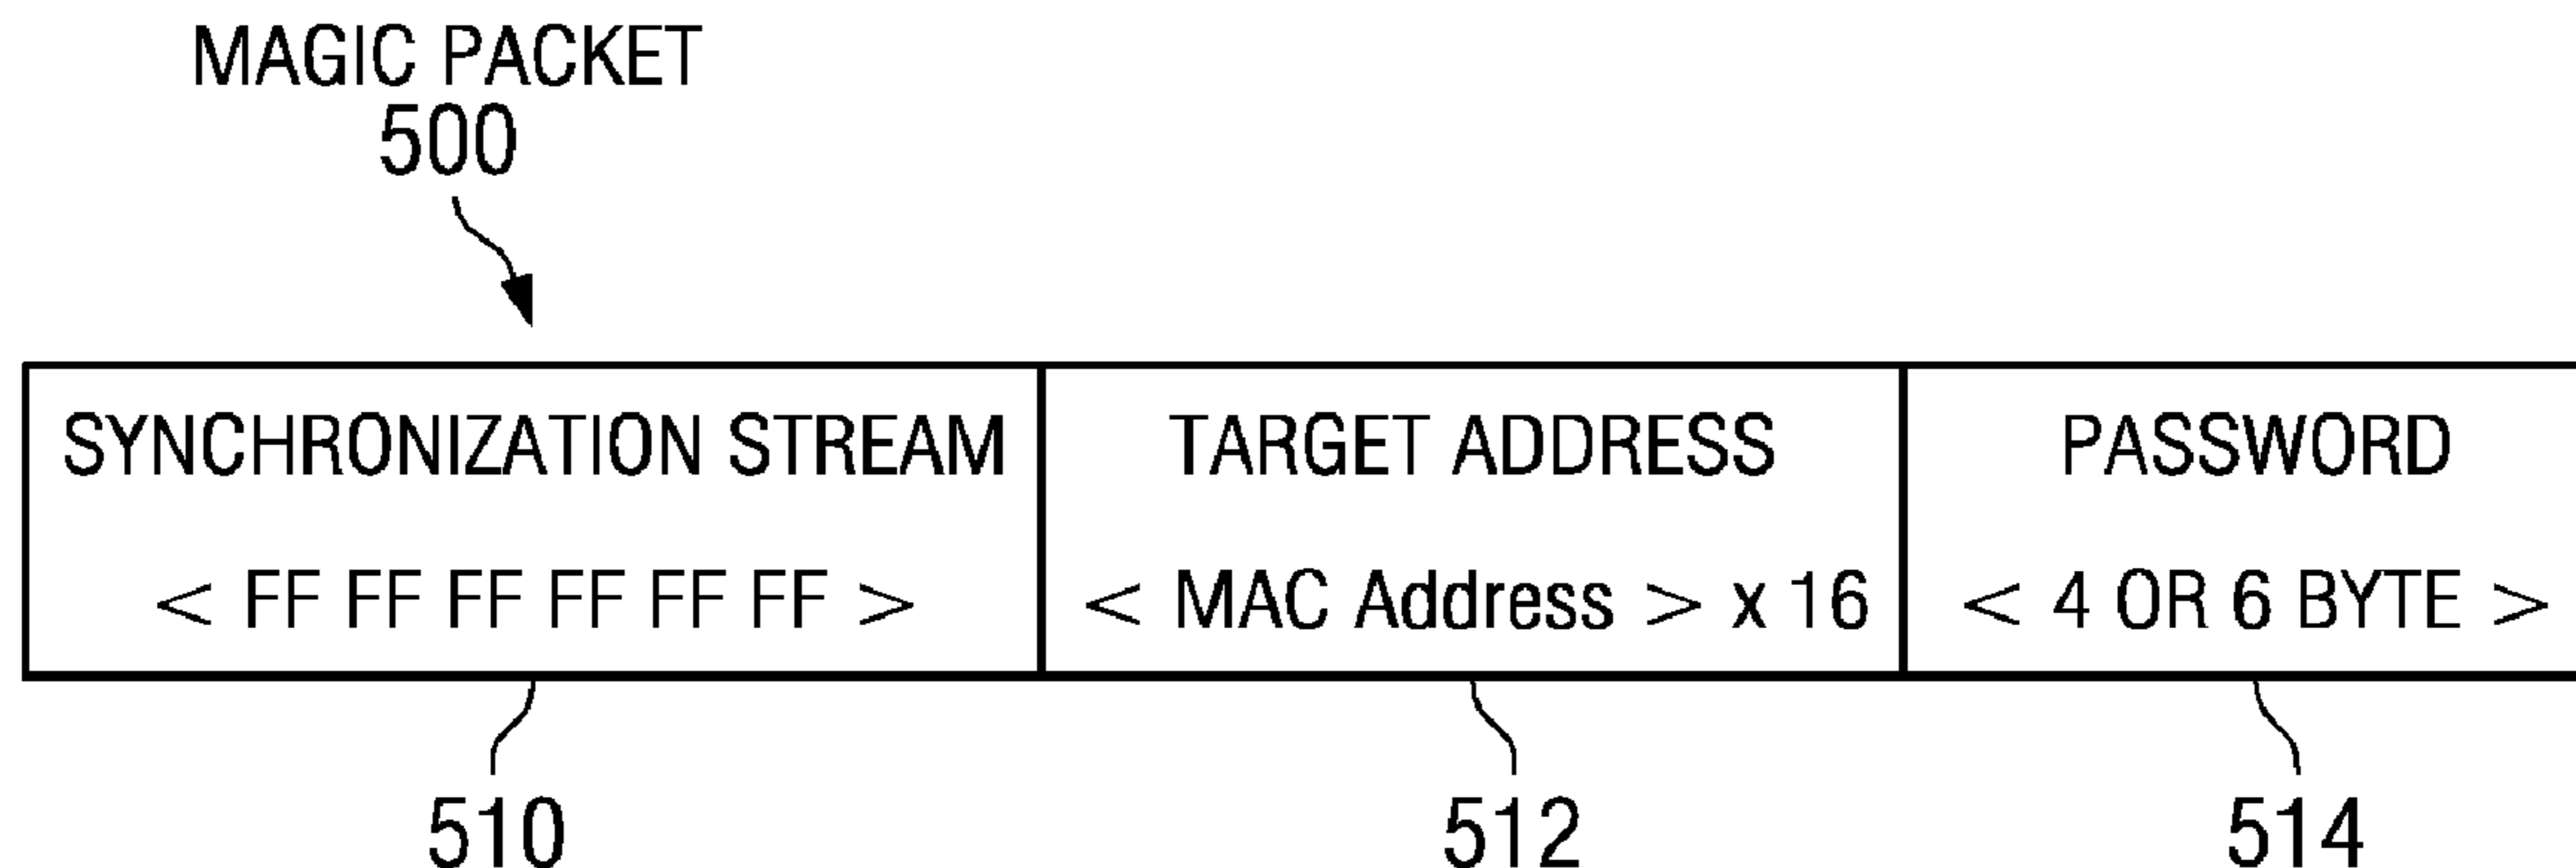 MAGIC PACKET
500
SYNCHRONIZATION STREAM
< FF FF FF FF FF FF >
TARGET ADDRESS
< MAC Address > x 16
PASSWORD
< 4 OR 6 BYTE >
510
512
514